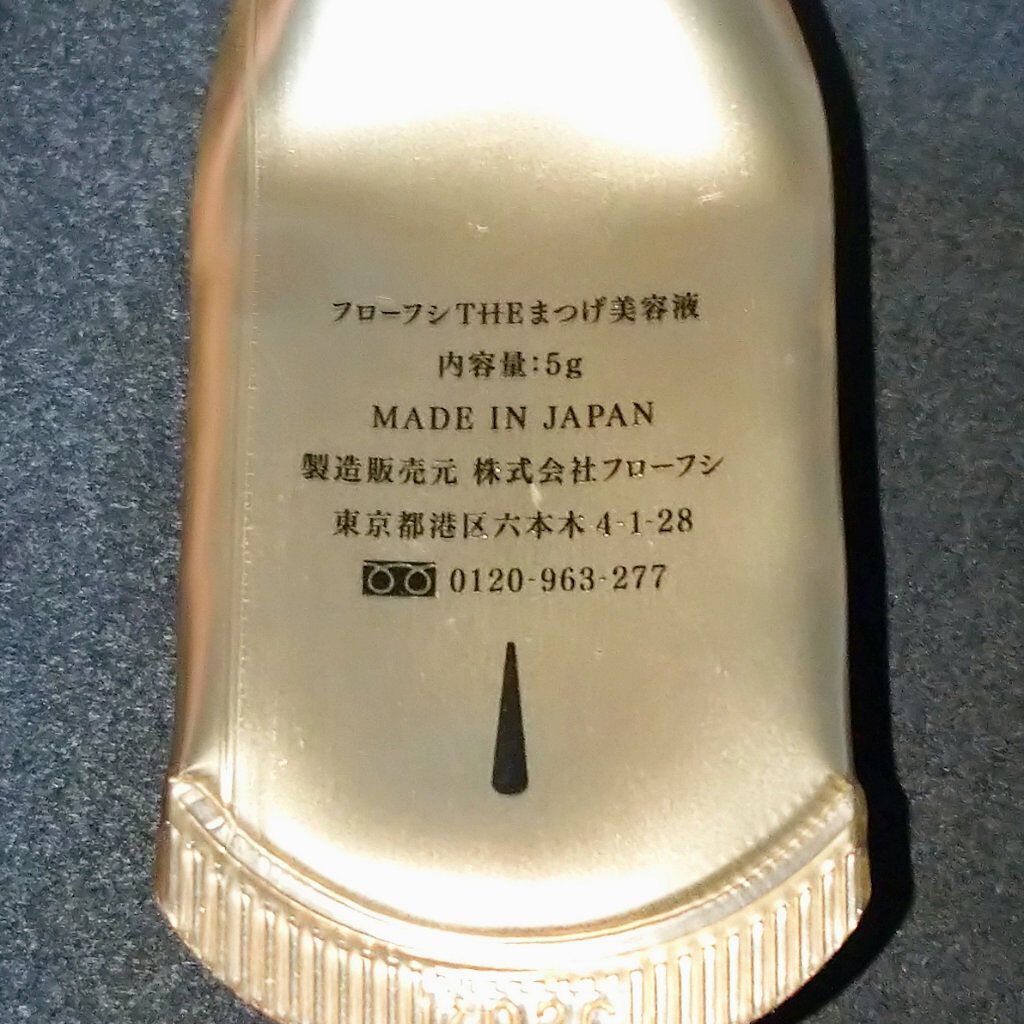 フローフシTHEまつげ美容液
内容量:5g
MADE IN JAPAN
製造販売元 株式会社フローフシ
東京都港区六本木4-1-28
0120-963-277